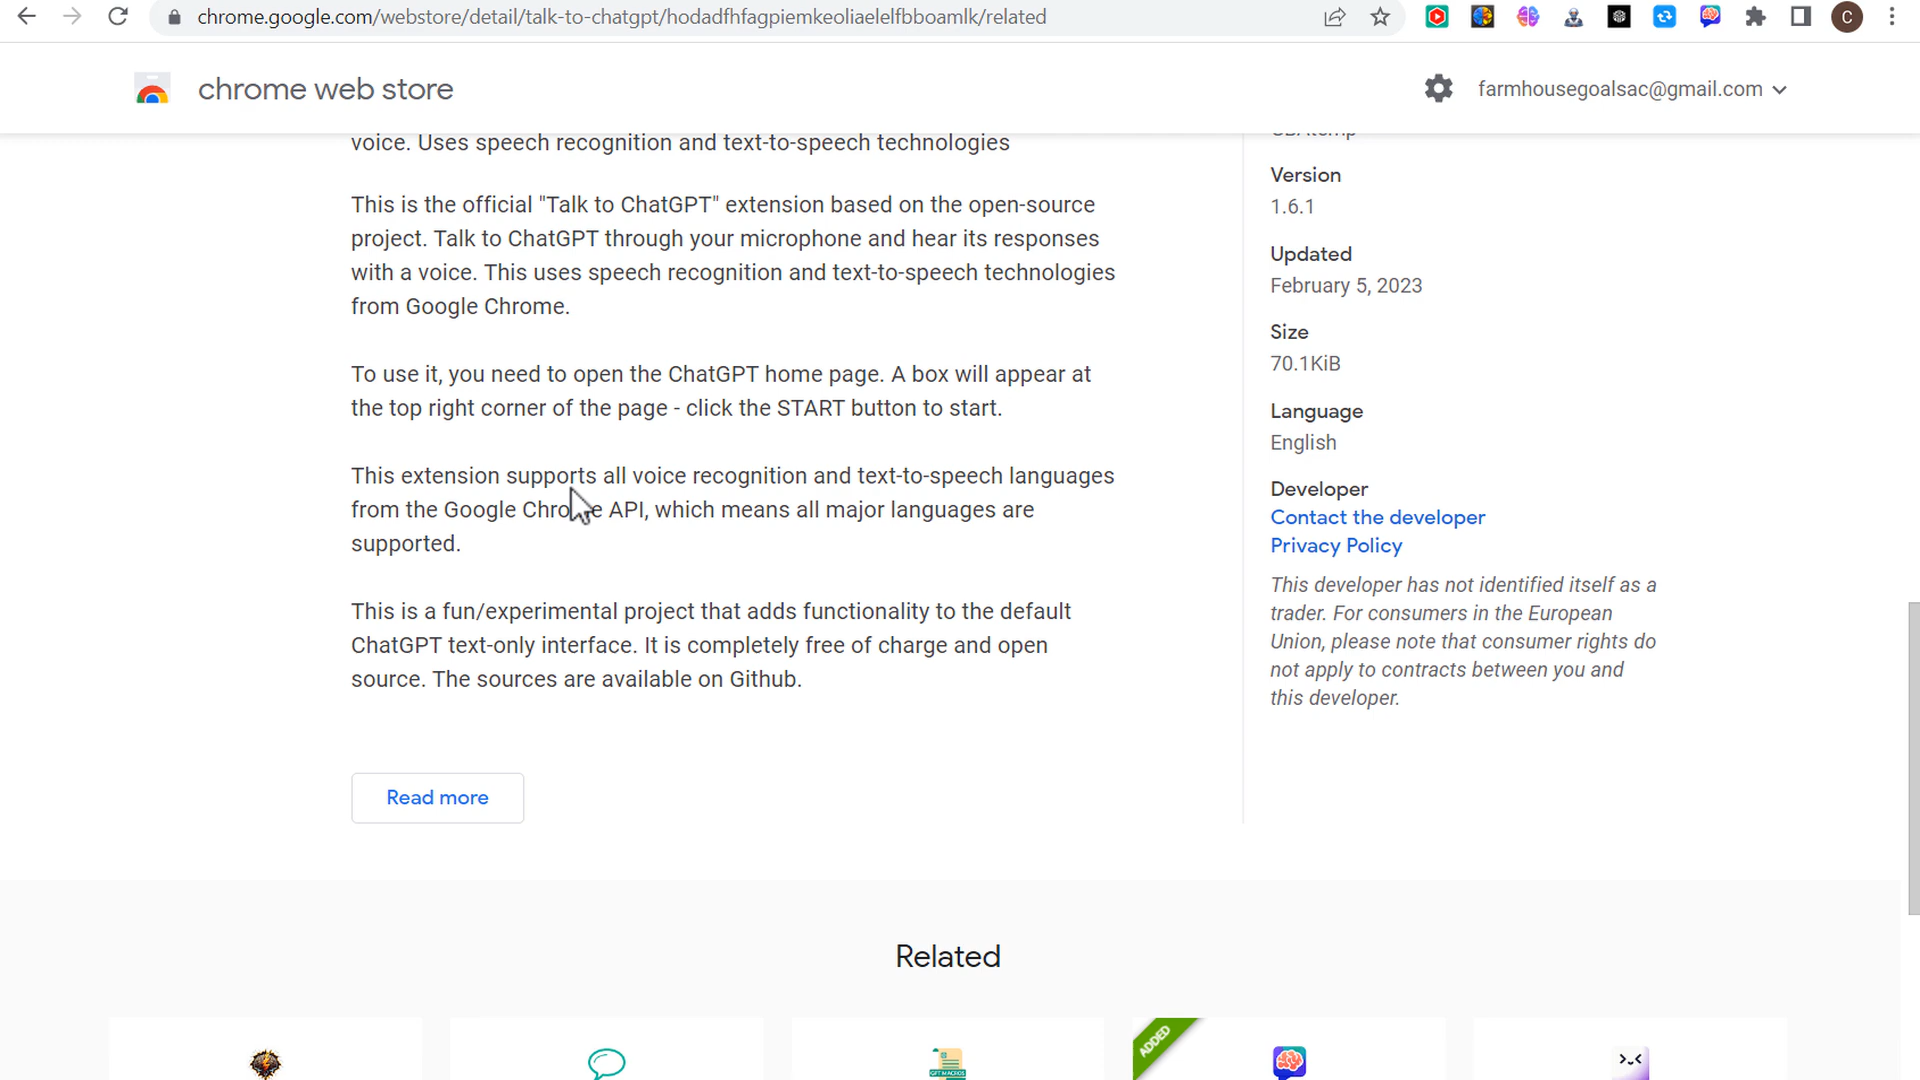 chrome.google.com/webstore/detail/talk-to-chatgpt/hodadfhfagpiemkeoliaelelfbboamlk/related
C
chrome web store
farmhousegoalsac@gmail.com
voice. Uses speech recognition and text-to-speech technologies
This is the official "Talk to ChatGPT" extension based on the open-source
project. Talk to ChatGPT through your microphone and hear its responses
with a voice. This uses speech recognition and text-to-speech technologies
from Google Chrome.
To use it, you need to open the ChatGPT home page. A box will appear at
the top right corner of the page - click the START button to start.
This extension supports all voice recognition and text-to-speech languages
from the Google Chrome API, which means all major languages are
supported.
This is a fun/experimental project that adds functionality to the default
ChatGPT text-only interface. It is completely free of charge and open
source. The sources are available on Github.
Read more
Version
1.6.1
Updated
February 5, 2023
Size
70.1KiB
Language
English
Developer
Contact the developer
Privacy Policy
This developer has not identified itself as a
trader. For consumers in the European
Union, please note that consumer rights do
not apply to contracts between you and
this developer.
Related
GPT MACROS
ADDED